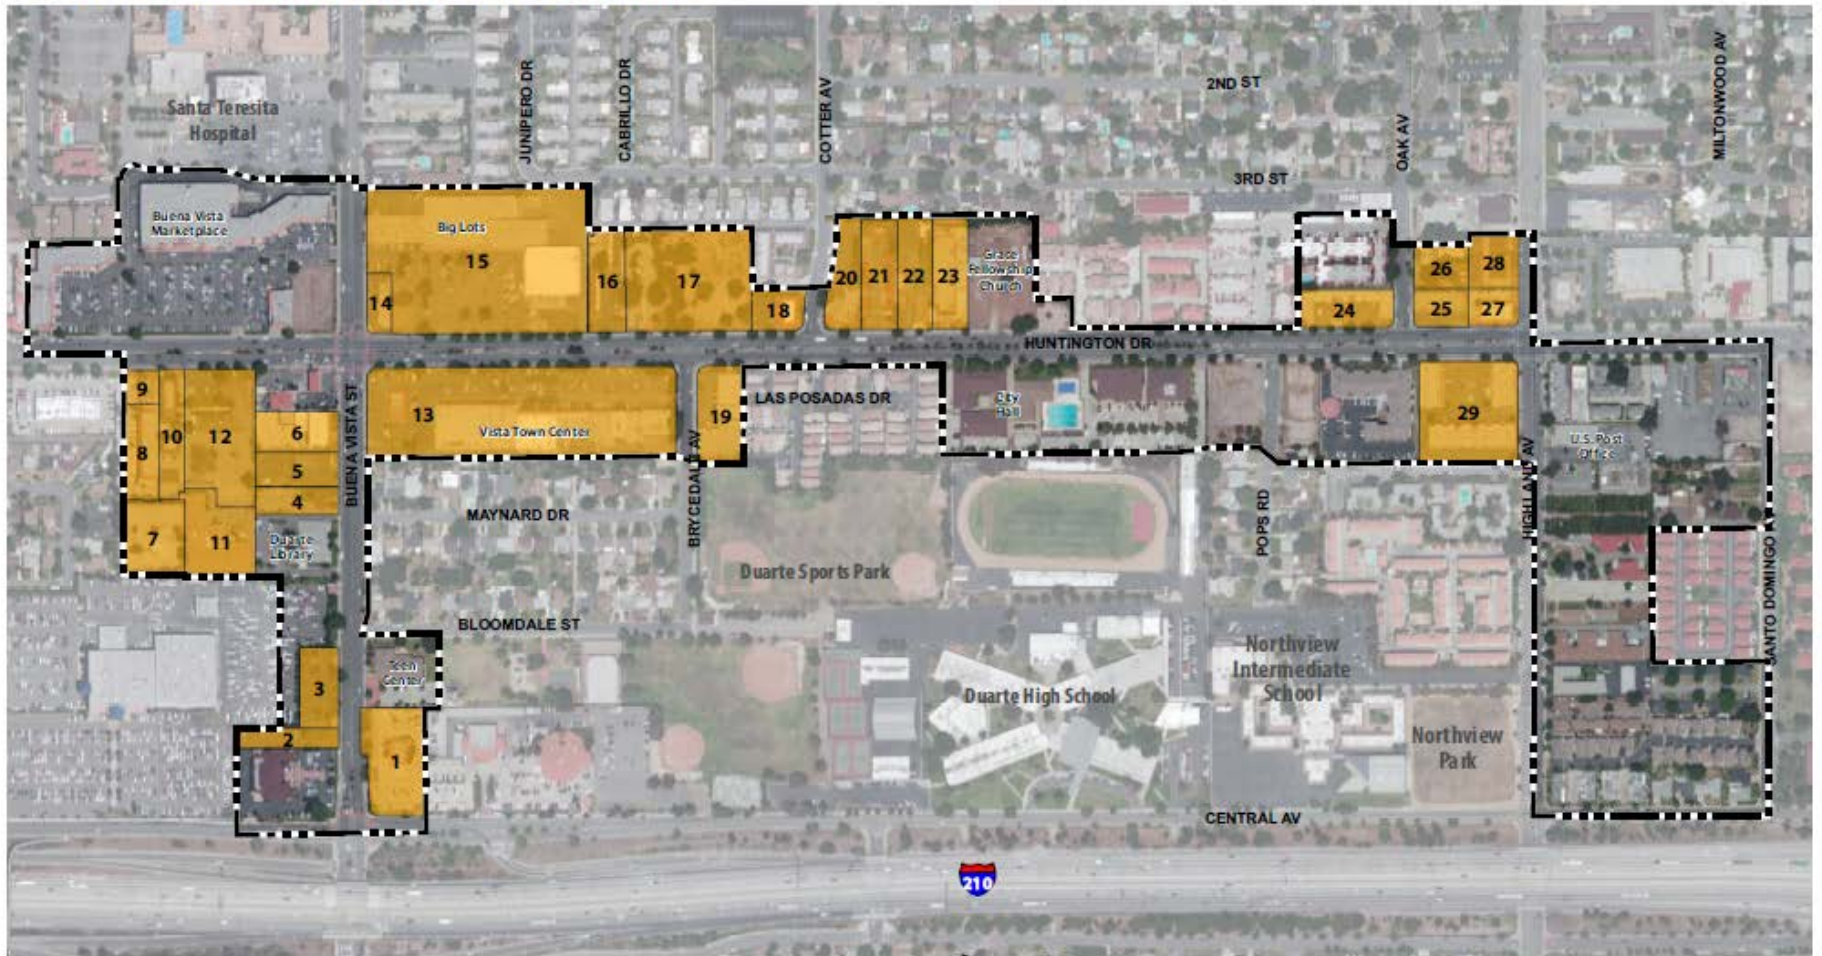 JUNIPERO DR
CABRILLO DR
COTTER AV
2ND ST
OAK AV
MILTONWOOD AV
Santa Teresita
Hospital
3RD ST
Buena Vista
Marketplace
Big Lots
15
14
16
17
18
20
21
22
23
Grace
Fellowship
Church
26
28
24
25
27
HUNTINGTON DR
9
8
10
12
6
5
4
7
11
Duarte
Library
BUENA VISTA ST
13
Vista Town Center
19
BRYCEDALE AV
LAS POSADAS DR
City
Hall
29
HIGHLAND AV
U.S. Post
Office
MAYNARD DR
POPS RD
Duarte Sports Park
SANTO DOMINGO A
BLOOMDALE ST
Teen
Center
3
2
1
Duarte High School
Northview
Intermediate
School
Northview
Park
CENTRAL AV
210